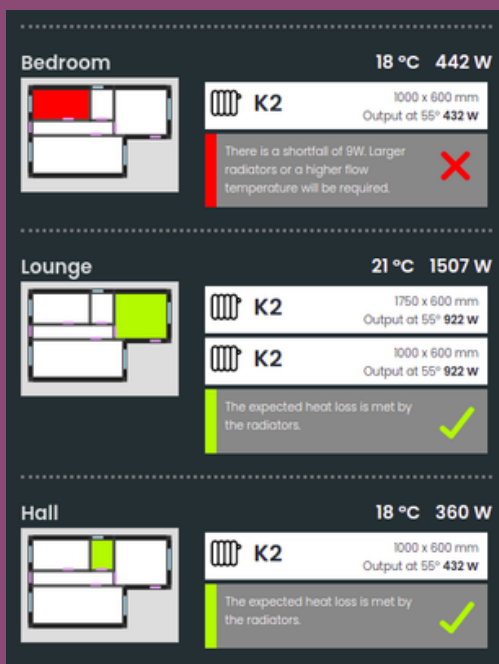 Bedroom 18 °C 442 W
K2 1000 x 600 mm
Output at 55° 432 W
There is a shortfall of 9W. Larger
radiators or a higher flow
temperature will be required.
Lounge 21 °C 1507 W
K2 1750 x 600 mm
Output at 55° 922 W
K2 1000 x 600 mm
Output at 55° 922 W
The expected heat loss is met by
the radiators.
Hall 18 °C 360 W
K2 1000 x 600 mm
Output at 55° 432 W
The expected heat loss is met by
the radiators.